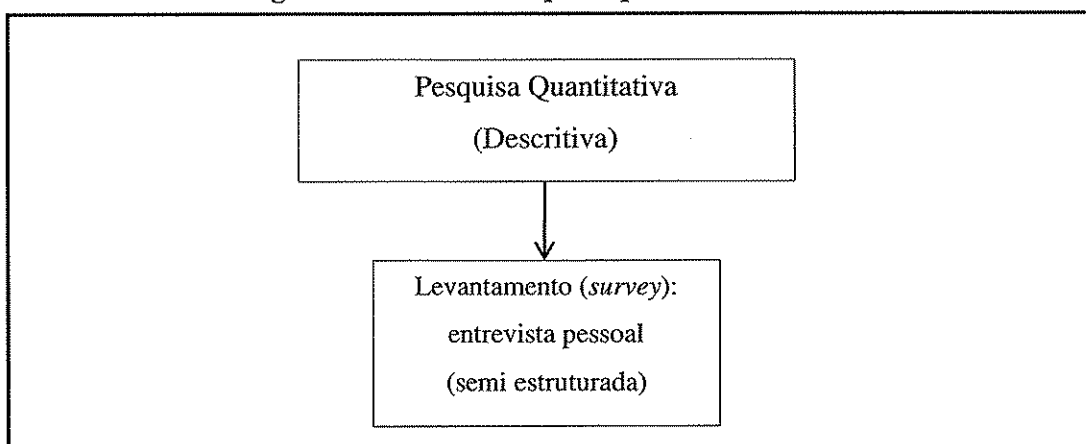 Pesquisa Quantitativa
(Descritiva)
Levantamento (survey):
entrevista pessoal
(semi estruturada)